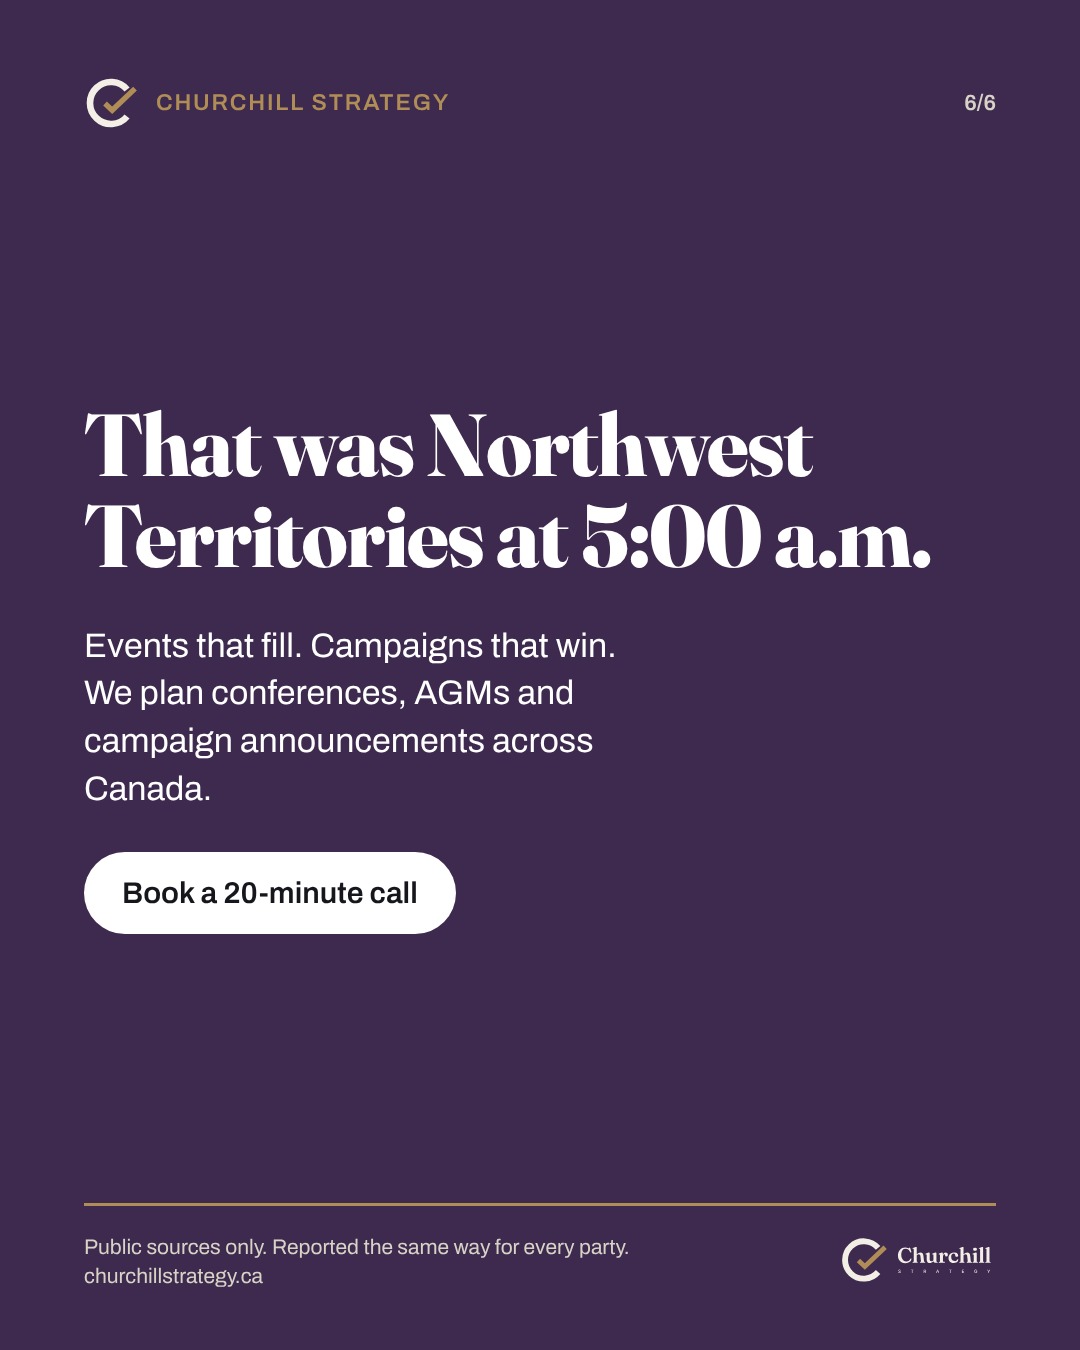 CHURCHILL STRATEGY
6/6
That was Northwest
Territories at 5:00 a.m.
Events that fill. Campaigns that win.
We plan conferences, AGMs and
campaign announcements across
Canada.
Book a 20-minute call
Public sources only. Reported the same way for every party.
churchillstrategy.ca
Churchill
STRATEGY